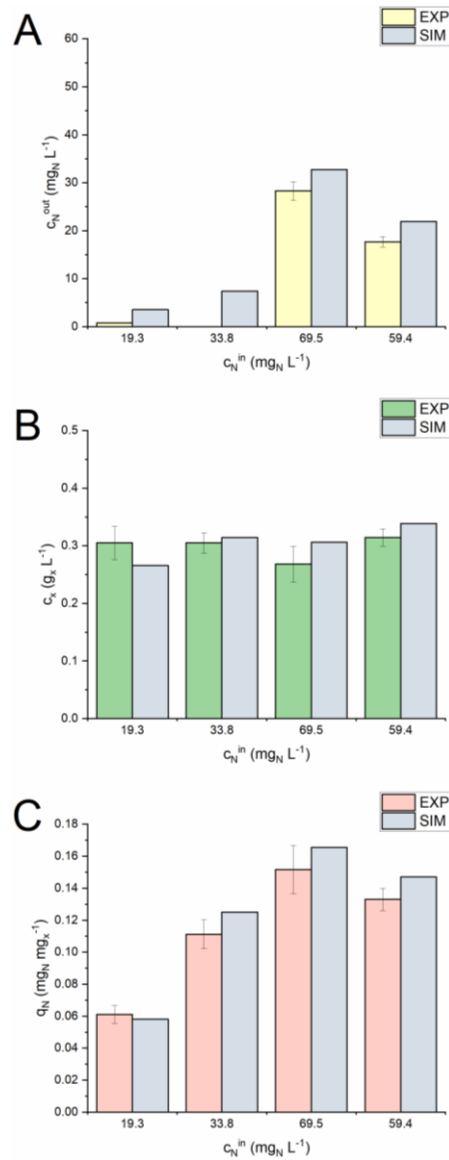 A
EXP
SIM
60
50
40
30
20
10
0
c_N^out (mg_N L^-1)
19.3 33.8 69.5 59.4
c_N^in (mg_N L^-1)
B
EXP
SIM
0.5
0.4
0.3
0.2
0.1
0.0
c_x (g_x L^-1)
19.3 33.8 69.5 59.4
c_N^in (mg_N L^-1)
C
EXP
SIM
0.18
0.16
0.14
0.12
0.10
0.08
0.06
0.04
0.02
0.00
q_N (mg_N mg_x^-1)
19.3 33.8 69.5 59.4
c_N^in (mg_N L^-1)